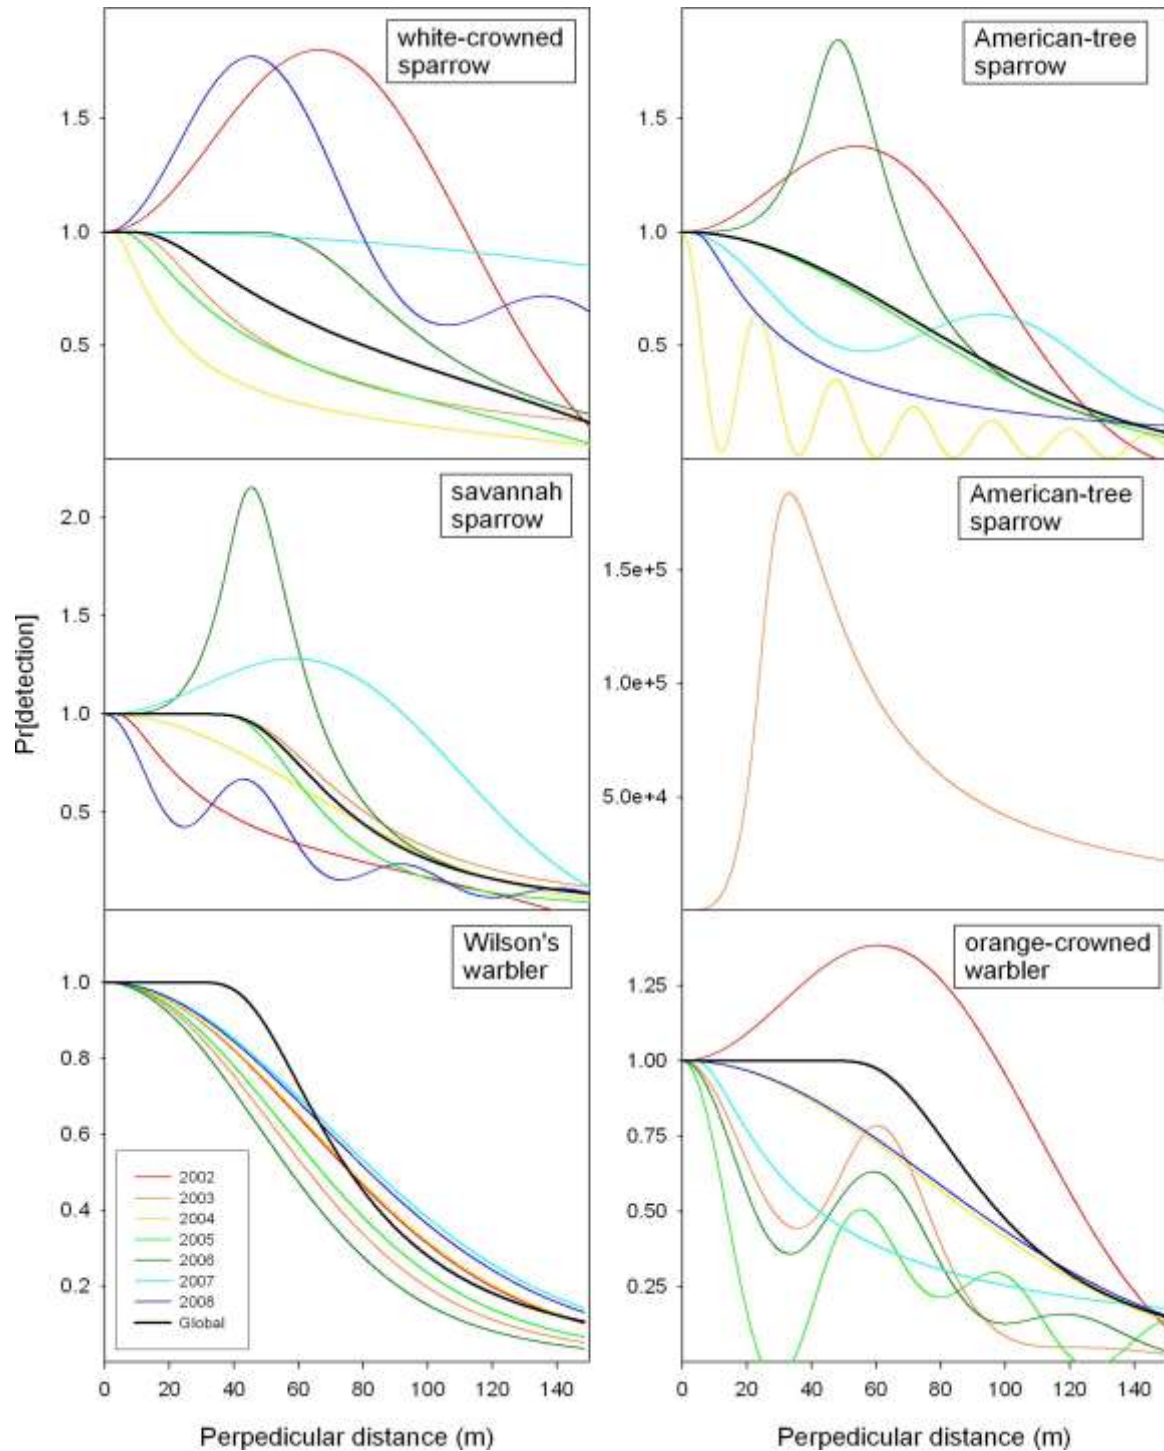 white-crowned
sparrow
1.5
1.0
0.5
American-tree
sparrow
1.5
1.0
0.5
savannah
sparrow
2.0
1.5
1.0
0.5
American-tree
sparrow
1.5e+5
1.0e+5
5.0e+4
Pr[detection]
Wilson's
warbler
1.0
0.8
0.6
0.4
0.2
2002
2003
2004
2005
2006
2007
2008
Global
0 20 40 60 80 100 120 140
Perpedicular distance (m)
orange-crowned
warbler
1.25
1.00
0.75
0.50
0.25
0 20 40 60 80 100 120 140
Perpedicular distance (m)